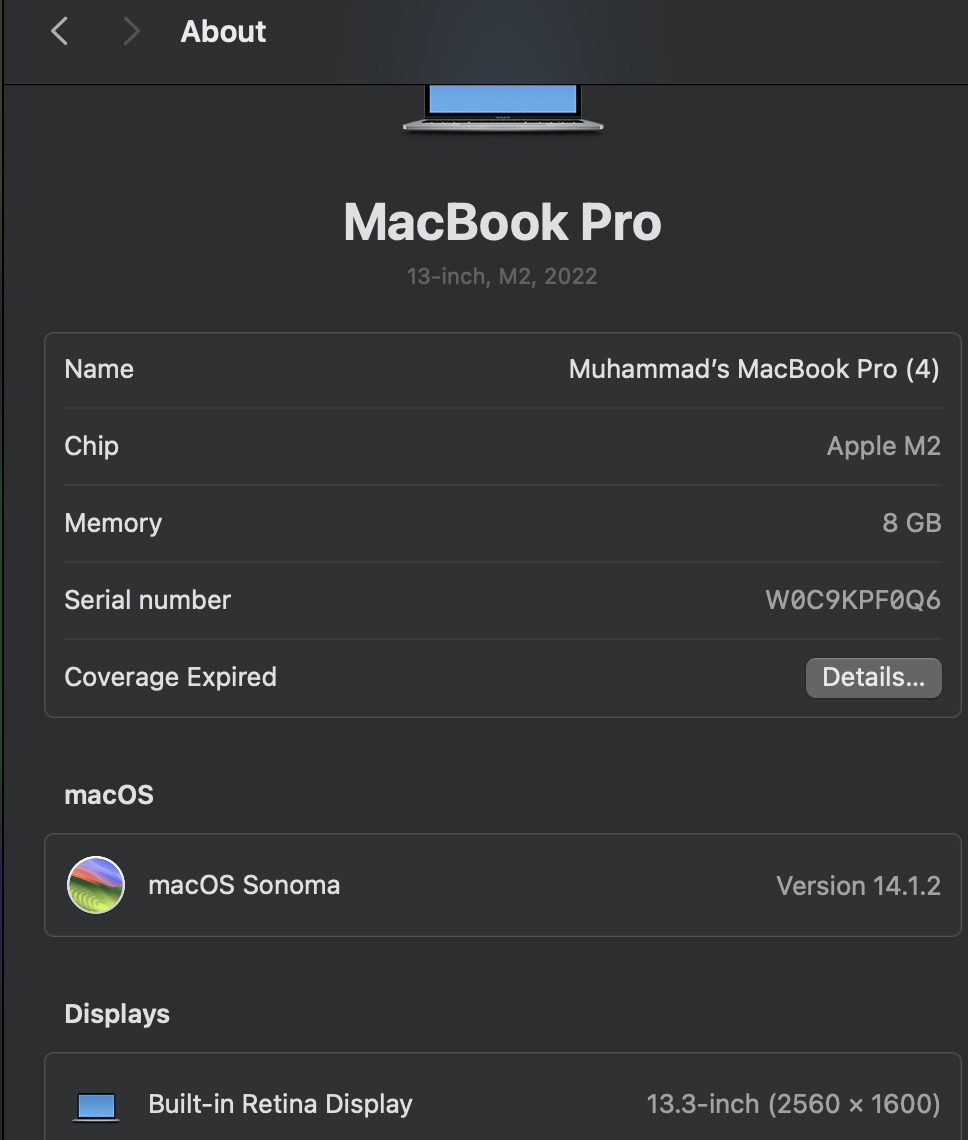 About
MacBook Pro
13-inch, M2, 2022
Name Muhammad’s MacBook Pro (4)
Chip Apple M2
Memory 8 GB
Serial number W0C9KPF0Q6
Coverage Expired Details...
macOS
macOS Sonoma Version 14.1.2
Displays
Built-in Retina Display 13.3-inch (2560 × 1600)